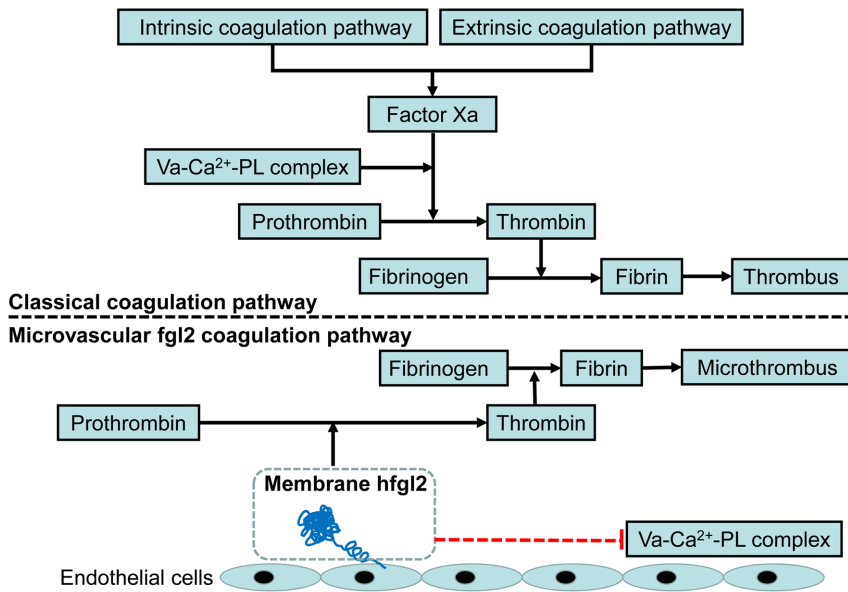 Intrinsic coagulation pathway
Extrinsic coagulation pathway
Factor Xa
Va-Ca²⁺-PL complex
Prothrombin
Thrombin
Fibrinogen
Fibrin
Thrombus
Classical coagulation pathway
Microvascular fgl2 coagulation pathway
Fibrinogen
Fibrin
Microthrombus
Prothrombin
Thrombin
Membrane hfgl2
Va-Ca²⁺-PL complex
Endothelial cells